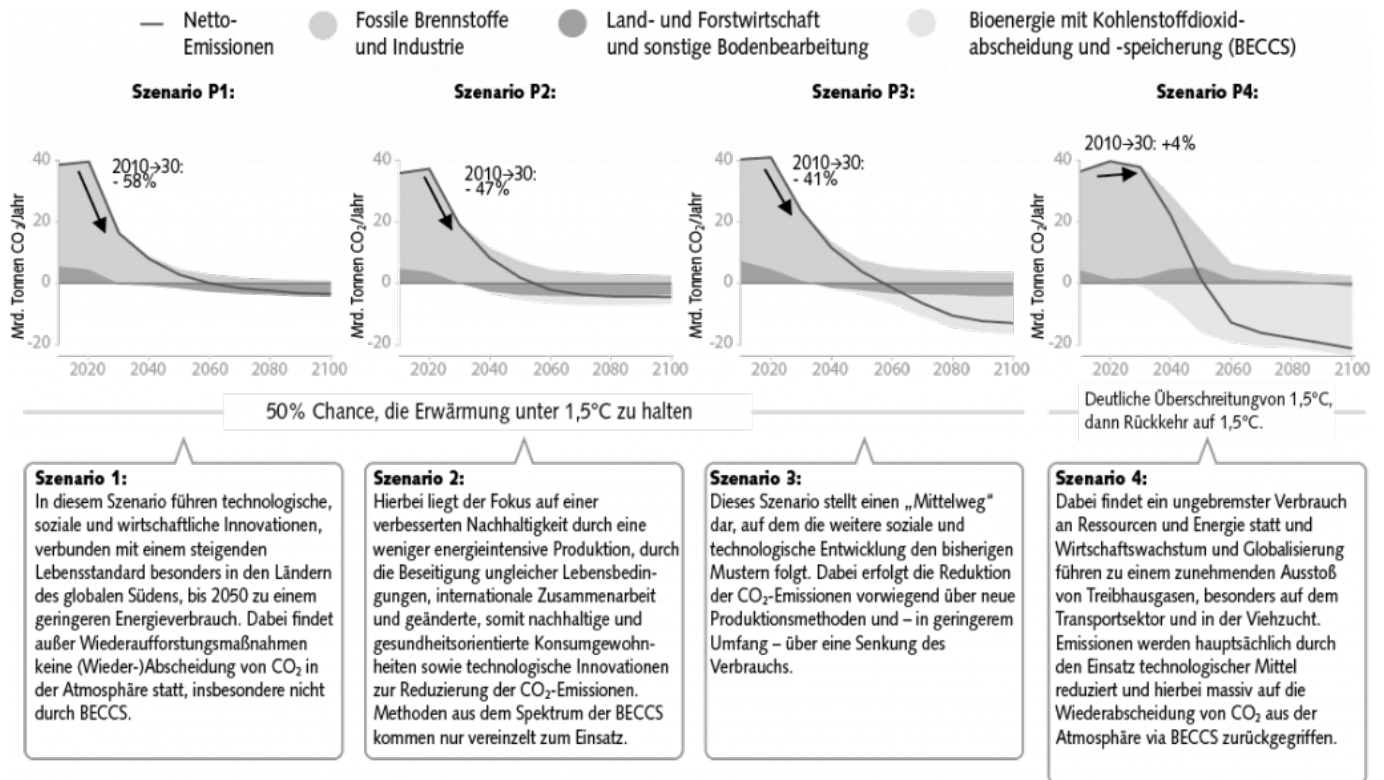 Netto-
Emissionen
Fossile Brennstoffe
und Industrie
Land- und Forstwirtschaft
und sonstige Bodenbearbeitung
Bioenergie mit Kohlenstoffdioxid-
abscheidung und -speicherung (BECCS)
Szenario P1:
Mrd. Tonnen CO₂/Jahr
40
20
0
-20
2010→30:
- 58%
2020 2040 2060 2080 2100
Szenario P2:
Mrd. Tonnen CO₂/Jahr
40
20
0
-20
2010→30:
- 47%
2020 2040 2060 2080 2100
Szenario P3:
Mrd. Tonnen CO₂/Jahr
40
20
0
-20
2010→30:
- 41%
2020 2040 2060 2080 2100
Szenario P4:
Mrd. Tonnen CO₂/Jahr
40
20
0
-20
2010→30: +4%
2020 2040 2060 2080 2100
50% Chance, die Erwärmung unter 1,5°C zu halten
Deutliche Überschreitungvon 1,5°C,
dann Rückkehr auf 1,5°C.
Szenario 1:
In diesem Szenario führen technologische,
soziale und wirtschaftliche Innovationen,
verbunden mit einem steigenden
Lebensstandard besonders in den Ländern
des globalen Südens, bis 2050 zu einem
geringeren Energieverbrauch. Dabei findet
außer Wiederaufforstungsmaßnahmen
keine (Wieder-)Abscheidung von CO₂ in
der Atmosphäre statt, insbesondere nicht
durch BECCS.
Szenario 2:
Hierbei liegt der Fokus auf einer
verbesserten Nachhaltigkeit durch eine
weniger energieintensive Produktion, durch
die Beseitigung ungleicher Lebensbedin-
gungen, internationale Zusammenarbeit
und geänderte, somit nachhaltige und
gesundheitsorientierte Konsumgewohn-
heiten sowie technologische Innovationen
zur Reduzierung der CO₂-Emissionen.
Methoden aus dem Spektrum der BECCS
kommen nur vereinzelt zum Einsatz.
Szenario 3:
Dieses Szenario stellt einen „Mittelweg“
dar, auf dem die weitere soziale und
technologische Entwicklung den bisherigen
Mustern folgt. Dabei erfolgt die Reduktion
der CO₂-Emissionen vorwiegend über neue
Produktionsmethoden und – in geringerem
Umfang – über eine Senkung des
Verbrauchs.
Szenario 4:
Dabei findet ein ungebremster Verbrauch
an Ressourcen und Energie statt und
Wirtschaftswachstum und Globalisierung
führen zu einem zunehmenden Ausstoß
von Treibhausgasen, besonders auf dem
Transportsektor und in der Viehzucht.
Emissionen werden hauptsächlich durch
den Einsatz technologischer Mittel
reduziert und hierbei massiv auf die
Wiederabscheidung von CO₂ aus der
Atmosphäre via BECCS zurückgegriffen.